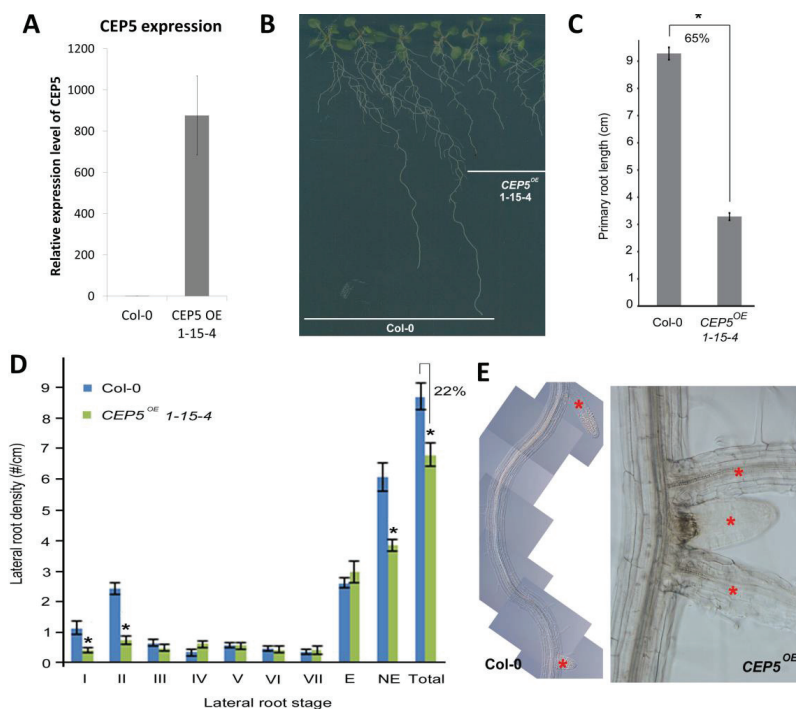 A
CEP5 expression
Relative expression level of CEP5
1200
1000
800
600
400
200
0
Col-0
CEP5 OE
1-15-4
B
CEP5OE
1-15-4
Col-0
C
*
65%
Primary root length (cm)
9
8
7
6
5
4
3
2
1
0
Col-0
CEP5OE
1-15-4
D
Col-0
CEP5OE 1-15-4
Lateral root density (#/cm)
9
8
7
6
5
4
3
2
1
0
22%
*
*
*
*
I II III IV V VI VII E NE Total
Lateral root stage
E
*
*
Col-0
*
*
*
CEP5OE